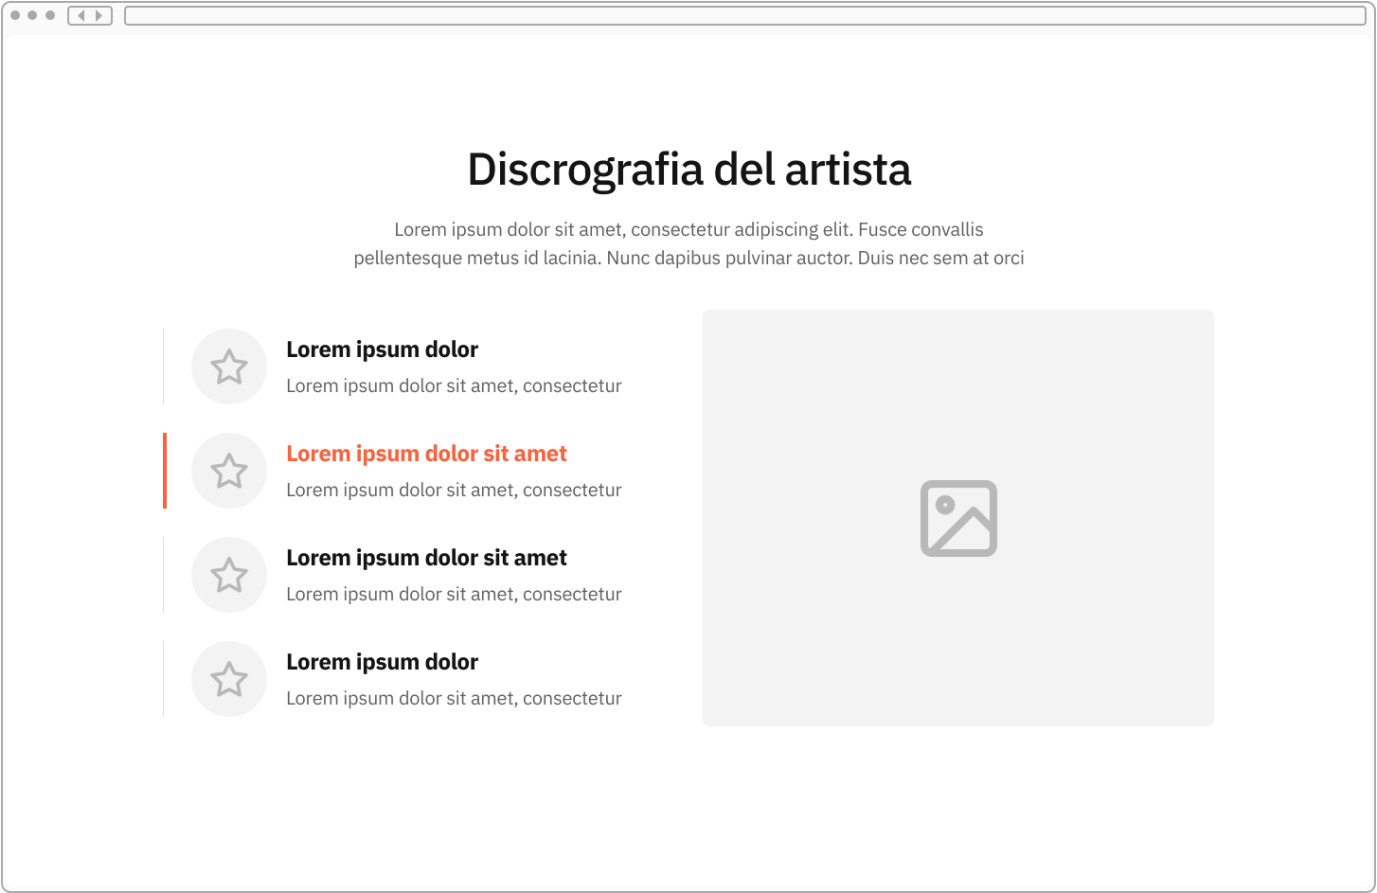 Discrografia del artista
Lorem ipsum dolor sit amet, consectetur adipiscing elit. Fusce convallis
pellentesque metus id lacinia. Nunc dapibus pulvinar auctor. Duis nec sem at orci
Lorem ipsum dolor
Lorem ipsum dolor sit amet, consectetur
Lorem ipsum dolor sit amet
Lorem ipsum dolor sit amet, consectetur
Lorem ipsum dolor sit amet
Lorem ipsum dolor sit amet, consectetur
Lorem ipsum dolor
Lorem ipsum dolor sit amet, consectetur